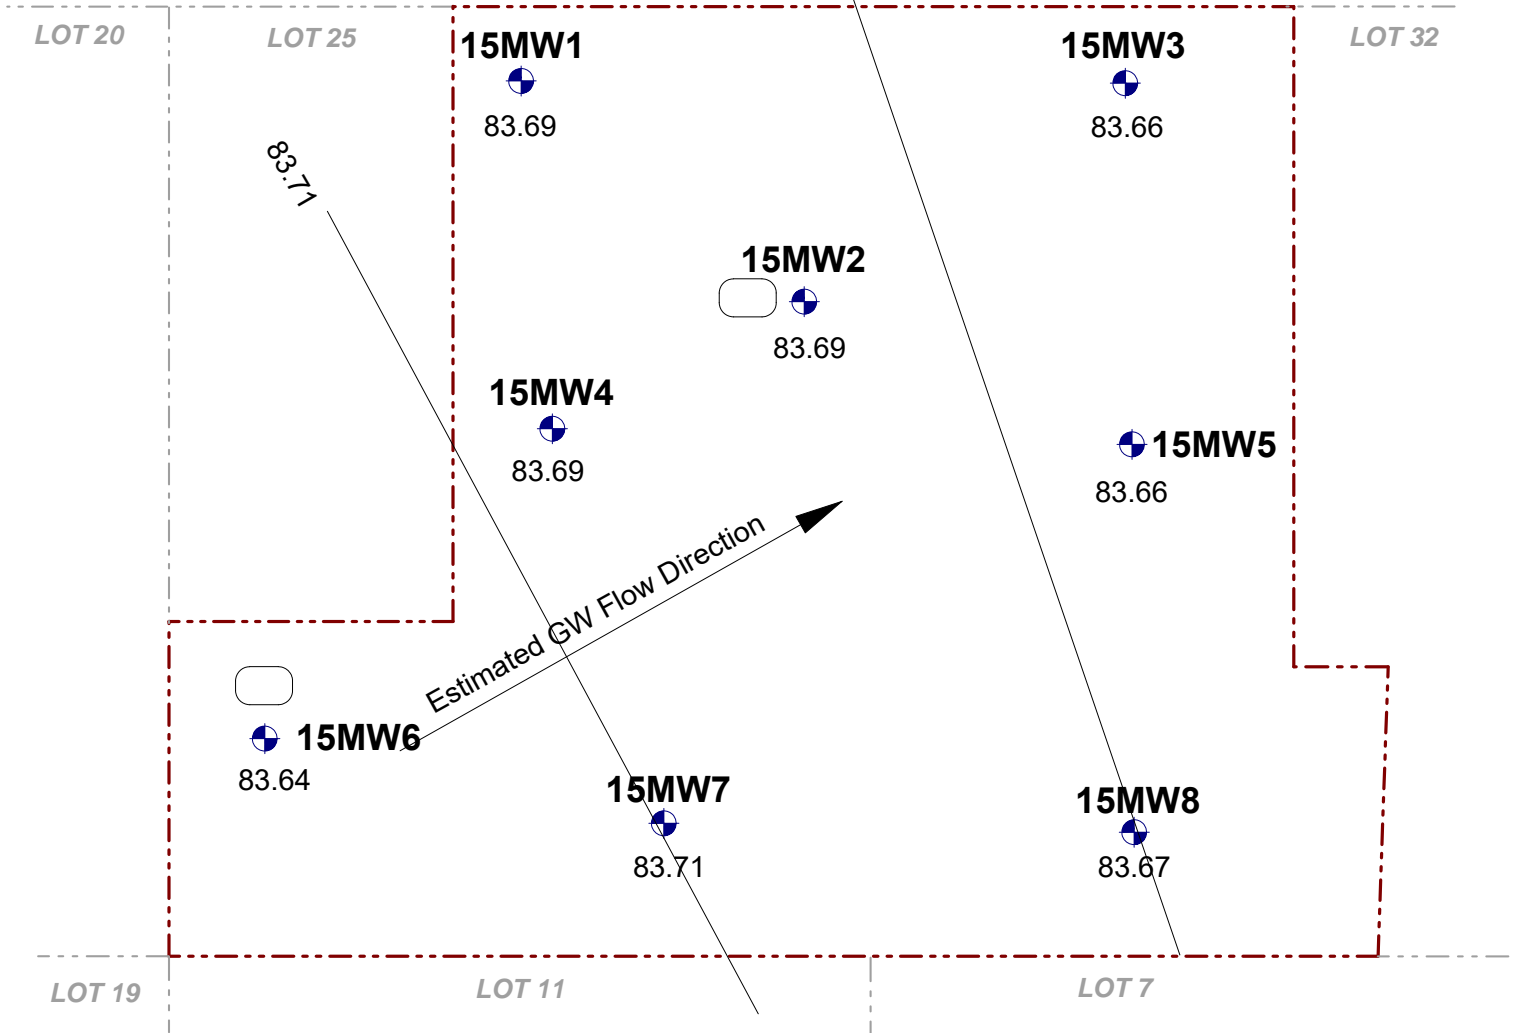 LOT 20
LOT 25
LOT 32
15MW1
83.69
15MW3
83.66
83.71
15MW2
83.69
15MW4
83.69
15MW5
83.66
Estimated GW Flow Direction
15MW6
83.64
15MW7
83.71
15MW8
83.67
LOT 19
LOT 11
LOT 7